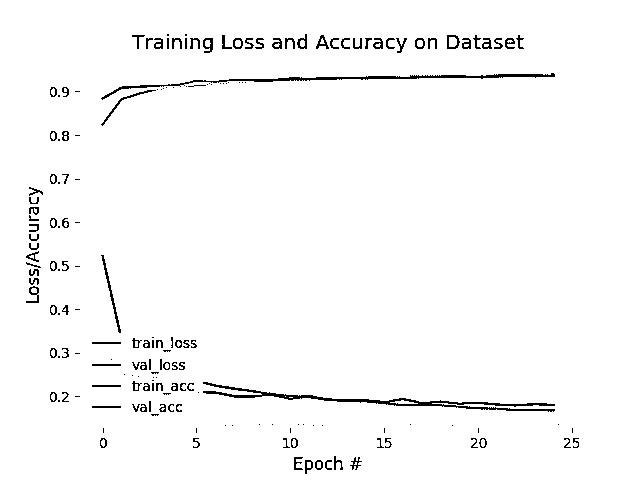 Training Loss and Accuracy on Dataset
Loss/Accuracy
0.9
0.8
0.7
0.6
0.5
0.4
0.3
0.2
train_loss
val_loss
train_acc
val_acc
0 5 10 15 20 25
Epoch #